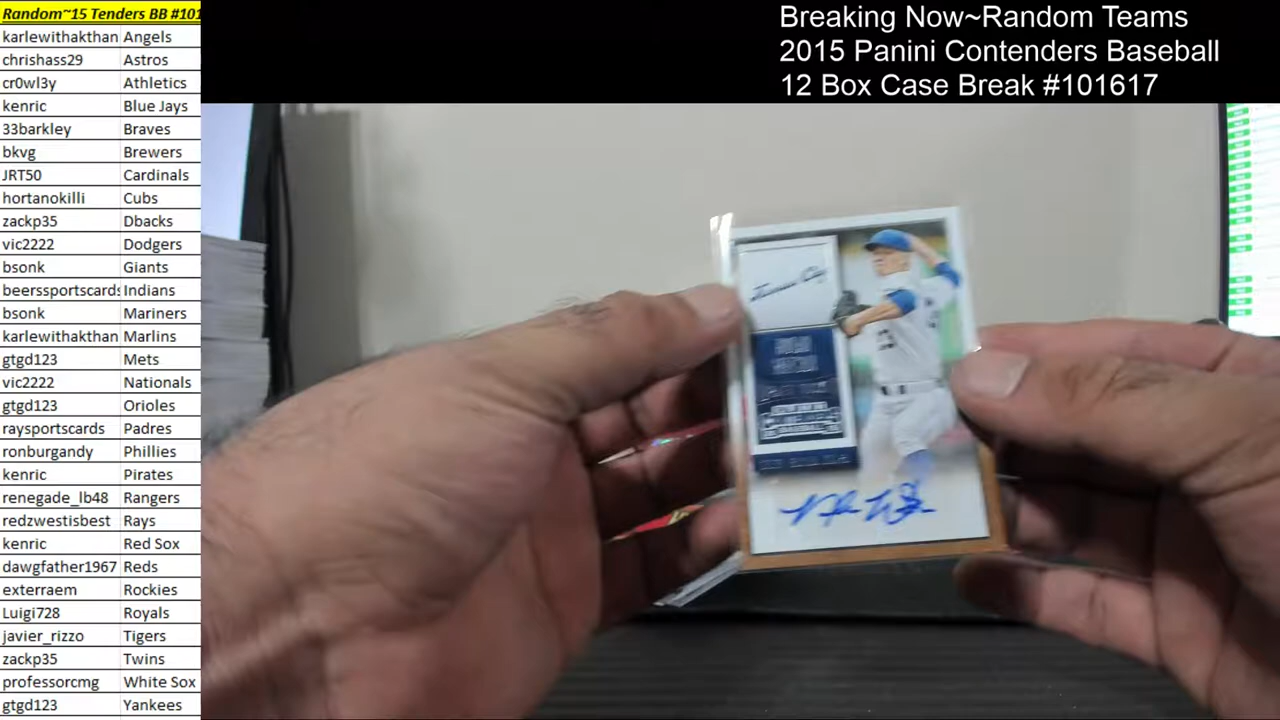 Random~15 Tenders BB #101
karlewithakthan Angels
chrishass29 Astros
cr0wl3y Athletics
kenric Blue Jays
33barkley Braves
bkvg Brewers
JRT50 Cardinals
hortanokilli Cubs
zackp35 Dbacks
vic2222 Dodgers
bsonk Giants
beerssportscards Indians
bsonk Mariners
karlewithakthan Marlins
gtgd123 Mets
vic2222 Nationals
gtgd123 Orioles
raysportscards Padres
ronburgandy Phillies
kenric Pirates
renegade_lb48 Rangers
redzwestisbest Rays
kenric Red Sox
dawgfather1967 Reds
exterraem Rockies
Luigi728 Royals
javier_rizzo Tigers
zackp35 Twins
professorcmg White Sox
gtgd123 Yankees
Breaking Now~Random Teams
2015 Panini Contenders Baseball
12 Box Case Break #101617
Kansas City